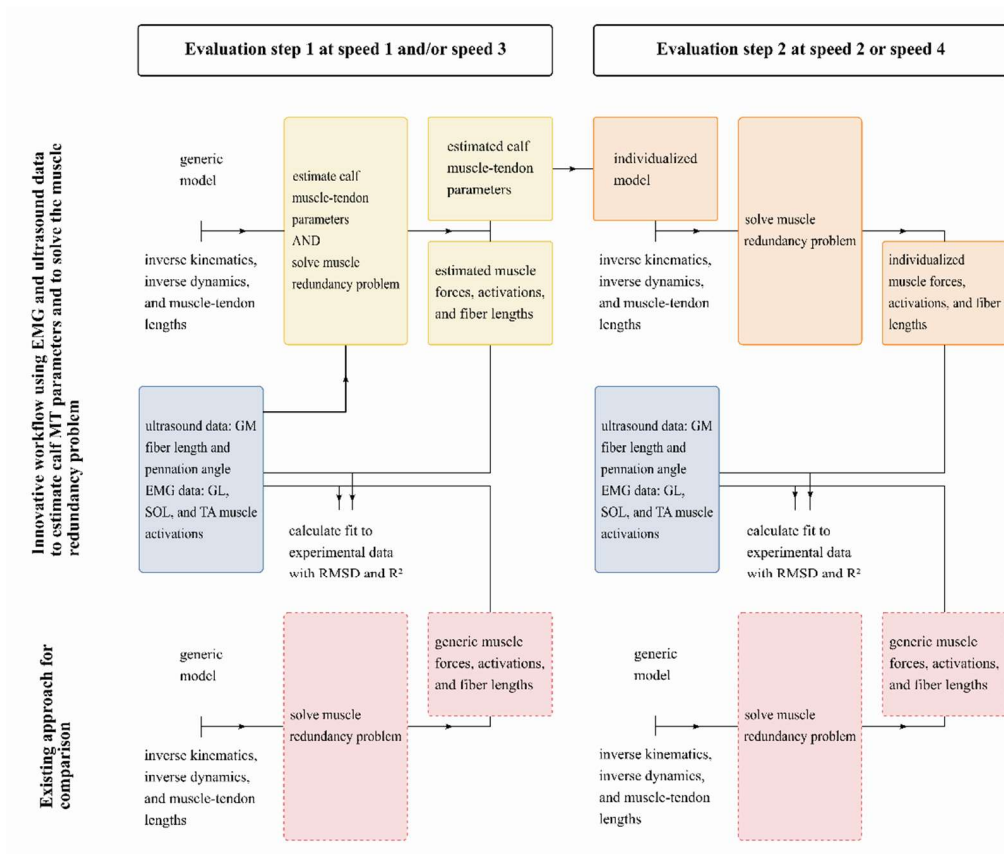 Evaluation step 1 at speed 1 and/or speed 3
Evaluation step 2 at speed 2 or speed 4
Innovative workflow using EMG and ultrasound data
to estimate calf MT parameters and to solve the muscle
redundancy problem
generic
model
inverse kinematics,
inverse dynamics,
and muscle-tendon
lengths
estimate calf
muscle-tendon
parameters
AND
solve muscle
redundancy problem
estimated calf
muscle-tendon
parameters
estimated muscle
forces, activations,
and fiber lengths
individualized
model
inverse kinematics,
inverse dynamics,
and muscle-tendon
lengths
solve muscle
redundancy problem
individualized
muscle forces,
activations, and fiber
lengths
ultrasound data: GM
fiber length and
pennation angle
EMG data: GL,
SOL, and TA muscle
activations
calculate fit to
experimental data
with RMSD and R²
ultrasound data: GM
fiber length and
pennation angle
EMG data: GL,
SOL, and TA muscle
activations
calculate fit to
experimental data
with RMSD and R²
Existing approach for
comparison
generic
model
inverse kinematics,
inverse dynamics,
and muscle-tendon
lengths
solve muscle
redundancy problem
generic muscle
forces, activations,
and fiber lengths
generic
model
inverse kinematics,
inverse dynamics,
and muscle-tendon
lengths
solve muscle
redundancy problem
generic muscle
forces, activations,
and fiber lengths